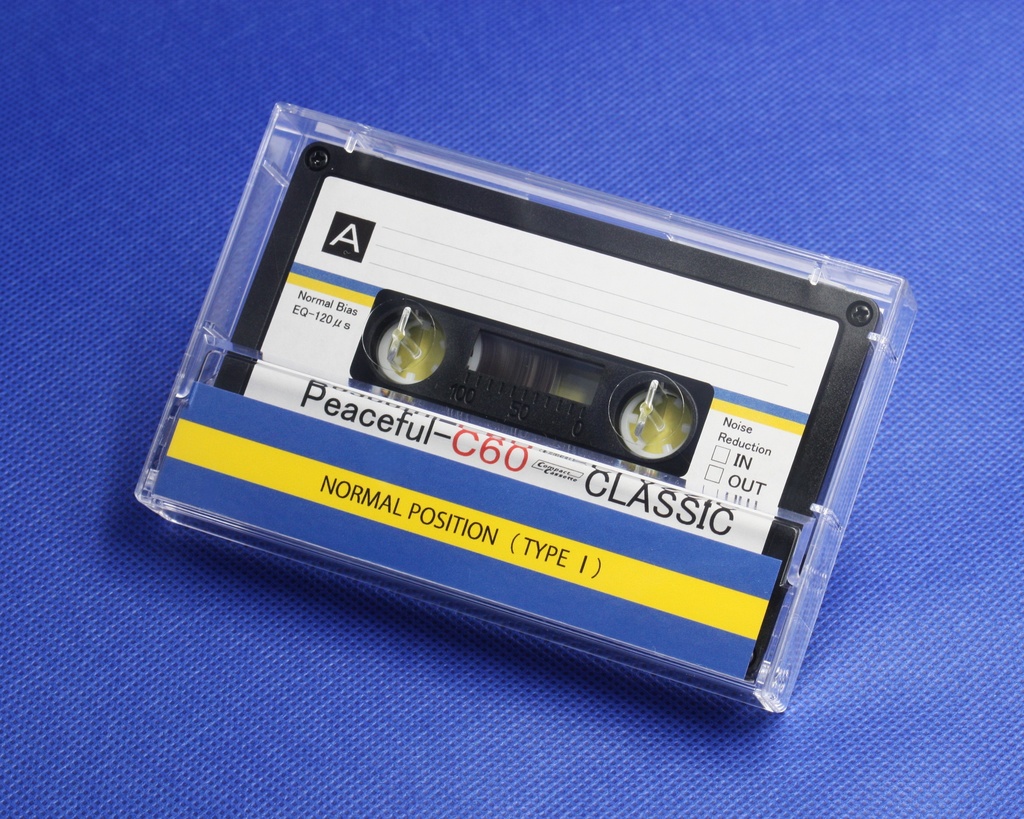 A
Normal Bias
EQ-120μs
100 50 0
Noise
Reduction
IN
OUT
Peaceful-C60 Compact Cassette CLASSIC
NORMAL POSITION (TYPE I)